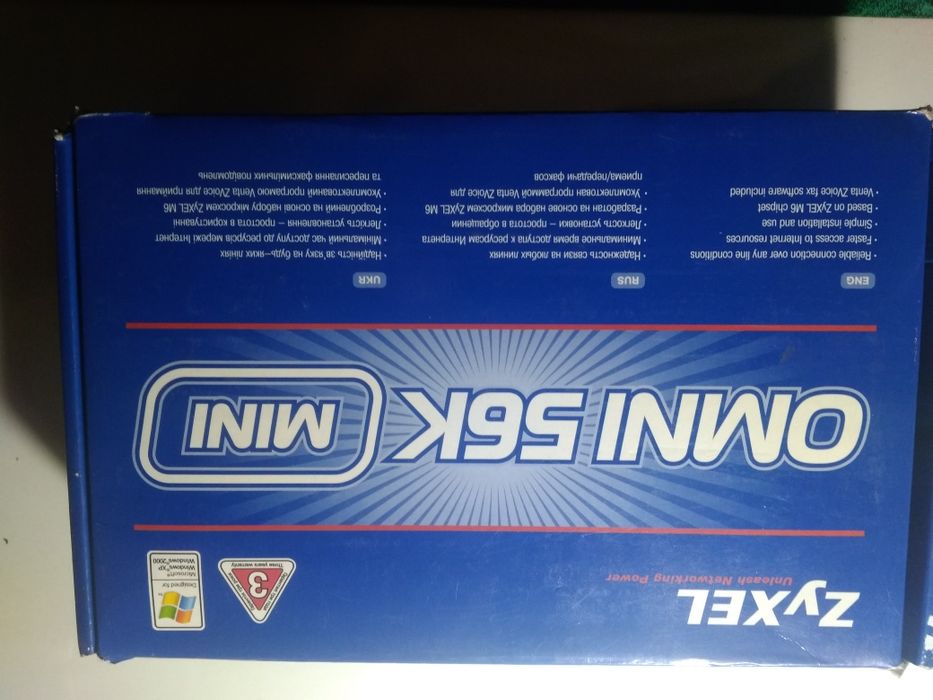 ZyXEL
Unleash Networking Power
3
Three years warranty
Designed for
Microsoft®
Windows®XP
Windows®2000
OMNI 56K
MINI
ENG
• Reliable connection over any line conditions
• Faster access to Internet resources
• Simple installation and use
• Based on ZyXEL M6 chipset
• Venta ZVoice fax software included
RUS
• Надежность связи на любых линиях
• Минимальное время доступа к ресурсам Интернета
• Легкость установки – простота в обращении
• Разработан на основе набора микросхем ZyXEL M6
• Укомплектован программой Venta ZVoice для
приема/передачи факсов
UKR
• Надійність зв'язку на будь–яких лініях
• Мінімальний час доступу до ресурсів мережі Інтернет
• Легкість установлення – простота в користуванні
• Розроблений на основі набору мікросхем ZyXEL M6
• Укомплектований програмою Venta ZVoice для приймання
та пересилання факсимільних повідомлень